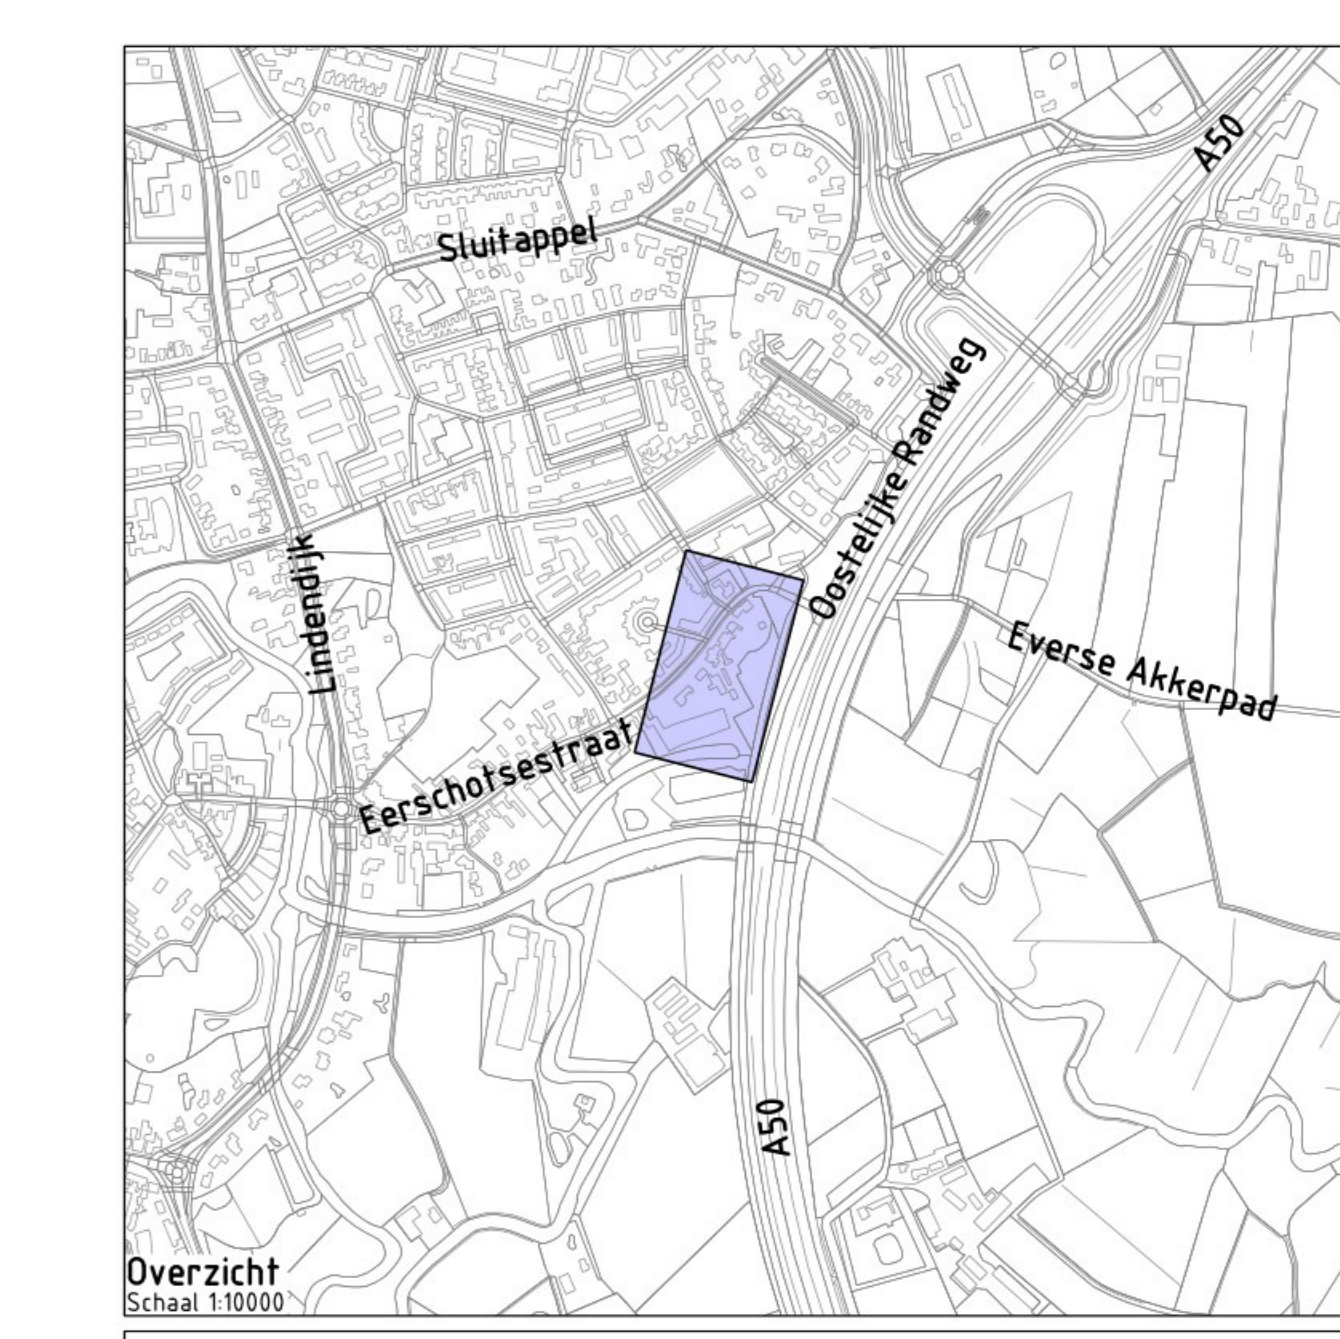 A50
Sluitappel
Oostelijke Randweg
Lindendijk
Everse Akkerpad
Eerschotsestraat
A50
Overzicht
Schaal 1:10000